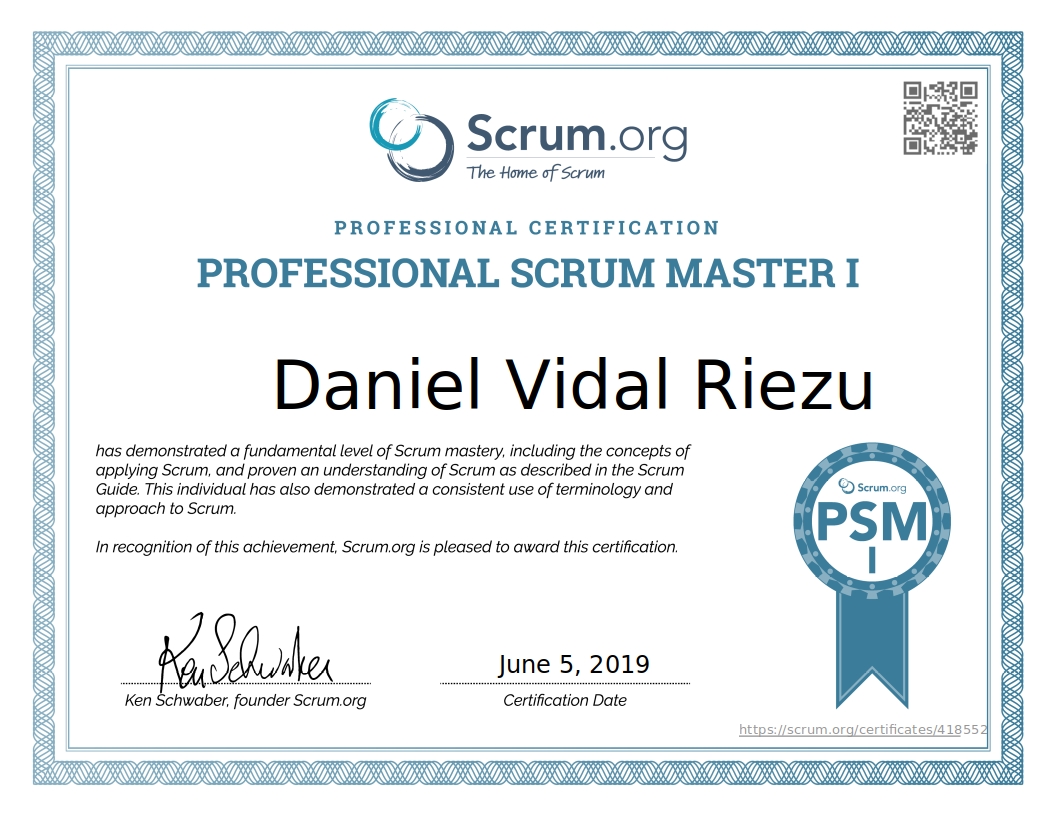 Scrum.org
The Home of Scrum
PROFESSIONAL CERTIFICATION
PROFESSIONAL SCRUM MASTER I
Daniel Vidal Riezu
has demonstrated a fundamental level of Scrum mastery, including the concepts of
applying Scrum, and proven an understanding of Scrum as described in the Scrum
Guide. This individual has also demonstrated a consistent use of terminology and
approach to Scrum.
In recognition of this achievement, Scrum.org is pleased to award this certification.
Scrum.org
PSM
I
Ken Schwaber
June 5, 2019
Ken Schwaber, founder Scrum.org
Certification Date
https://scrum.org/certificates/418552